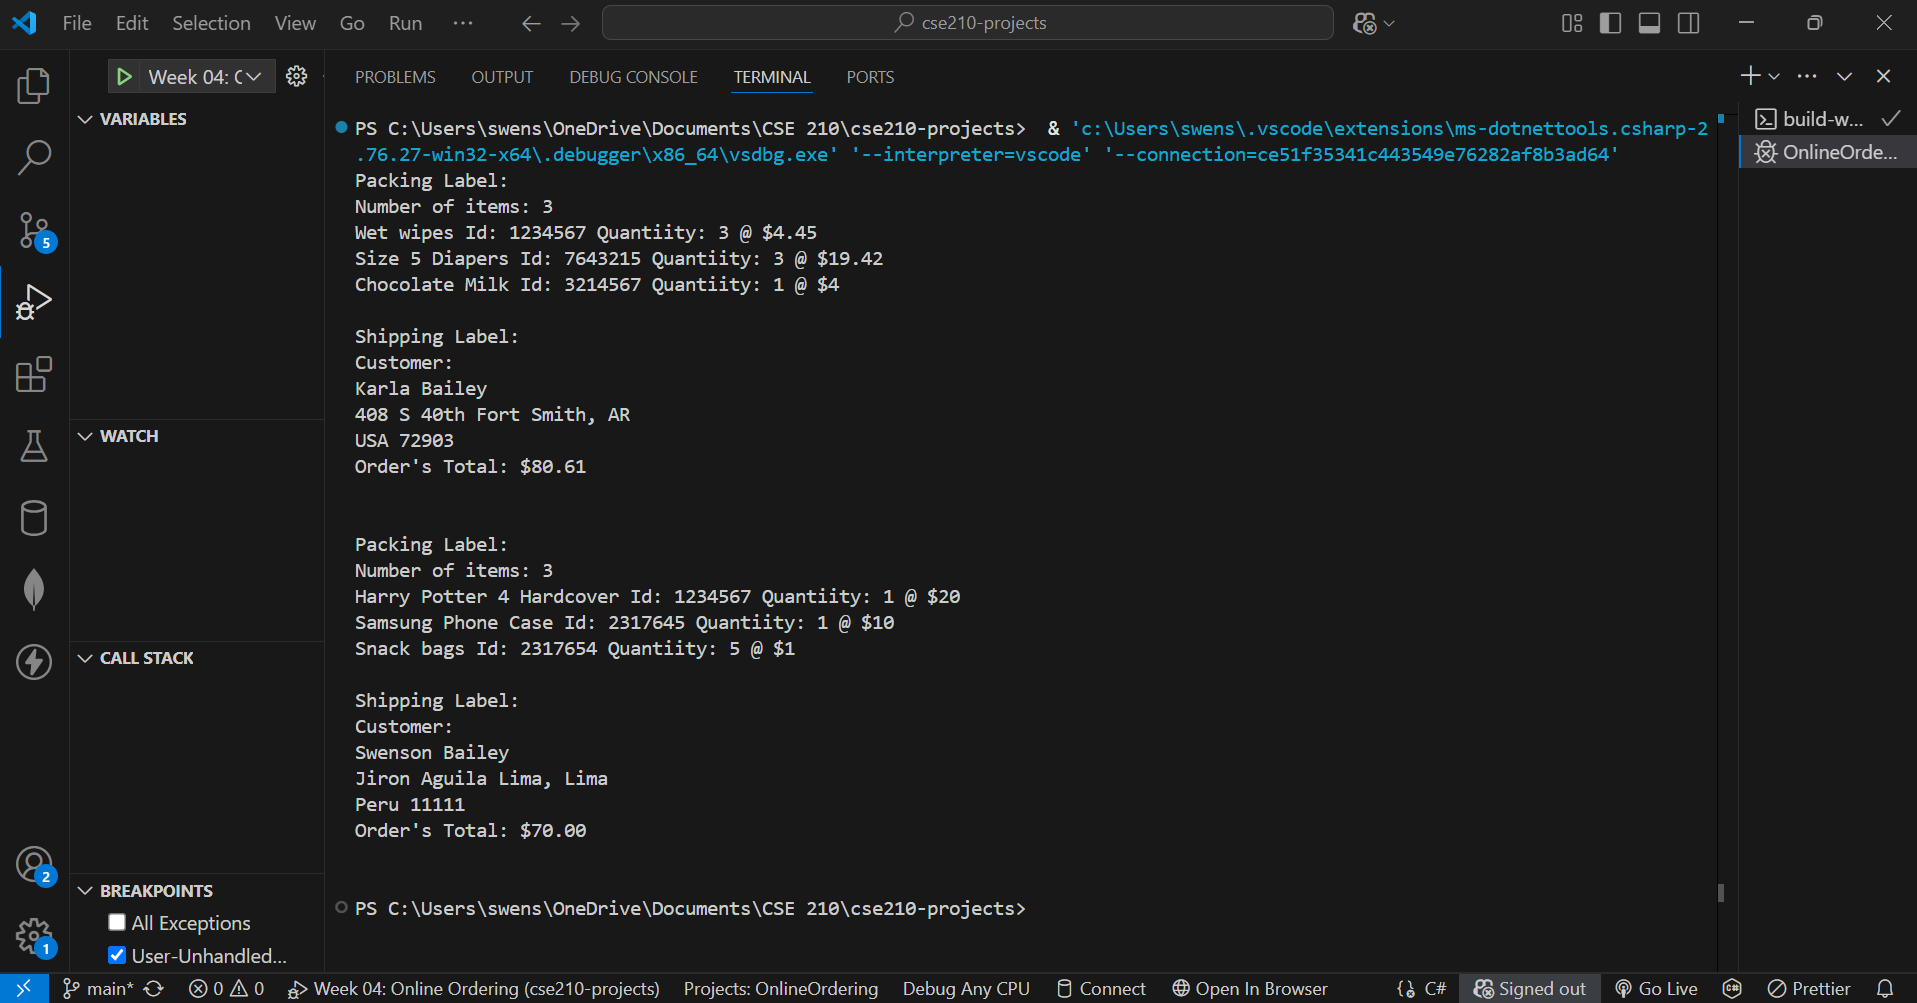 File Edit Selection View Go Run ... cse210-projects
Week 04: C PROBLEMS OUTPUT DEBUG CONSOLE TERMINAL PORTS
VARIABLES
WATCH
CALL STACK
BREAKPOINTS
All Exceptions
User-Unhandled...
5
2
1
PS C:\Users\swens\OneDrive\Documents\CSE 210\cse210-projects>  & 'c:\Users\swens\.vscode\extensions\ms-dotnettools.csharp-2
.76.27-win32-x64\.debugger\x86_64\vsdbg.exe' '--interpreter=vscode' '--connection=ce51f35341c443549e76282af8b3ad64'
Packing Label:
Number of items: 3
Wet wipes Id: 1234567 Quantiity: 3 @ $4.45
Size 5 Diapers Id: 7643215 Quantiity: 3 @ $19.42
Chocolate Milk Id: 3214567 Quantiity: 1 @ $4
Shipping Label:
Customer:
Karla Bailey
408 S 40th Fort Smith, AR
USA 72903
Order's Total: $80.61
Packing Label:
Number of items: 3
Harry Potter 4 Hardcover Id: 1234567 Quantiity: 1 @ $20
Samsung Phone Case Id: 2317645 Quantiity: 1 @ $10
Snack bags Id: 2317654 Quantiity: 5 @ $1
Shipping Label:
Customer:
Swenson Bailey
Jiron Aguila Lima, Lima
Peru 11111
Order's Total: $70.00
PS C:\Users\swens\OneDrive\Documents\CSE 210\cse210-projects>
build-w...
OnlineOrde...
main* 0 0 Week 04: Online Ordering (cse210-projects) Projects: OnlineOrdering Debug Any CPU Connect Open In Browser C# Signed out Go Live Prettier